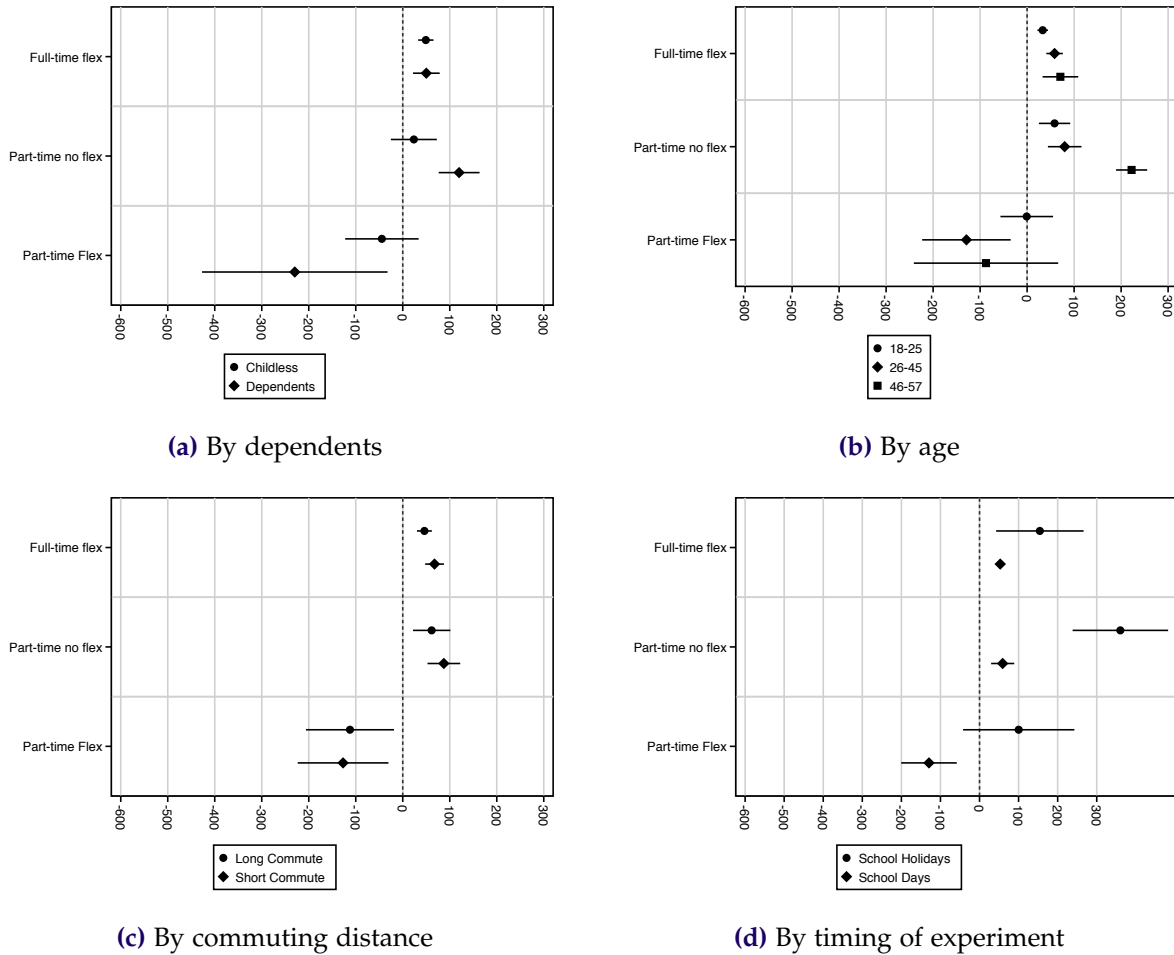 Full-time flex
Part-time no flex
Part-time Flex
-600 -500 -400 -300 -200 -100 0 100 200 300
Childless
Dependents
(a) By dependents
Full-time flex
Part-time no flex
Part-time Flex
-600 -500 -400 -300 -200 -100 0 100 200 300
18-25
26-45
46-57
(b) By age
Full-time flex
Part-time no flex
Part-time Flex
-600 -500 -400 -300 -200 -100 0 100 200 300
Long Commute
Short Commute
(c) By commuting distance
Full-time flex
Part-time no flex
Part-time Flex
-600 -500 -400 -300 -200 -100 0 100 200 300
School Holidays
School Days
(d) By timing of experiment